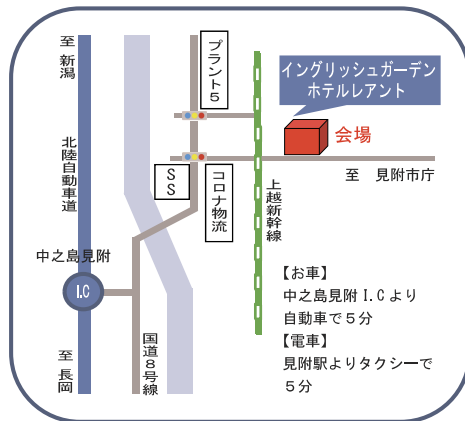 至 新潟
北陸自動車道
中之島見附
I.C
至 長岡
国道8号線
プラント5
SS
コロナ物流
上越新幹線
イングリッシュガーデン
ホテルレアント
会場
至 見附市庁
【お車】
中之島見附I.Cより
自動車で5分
【電車】
見附駅よりタクシーで
5分